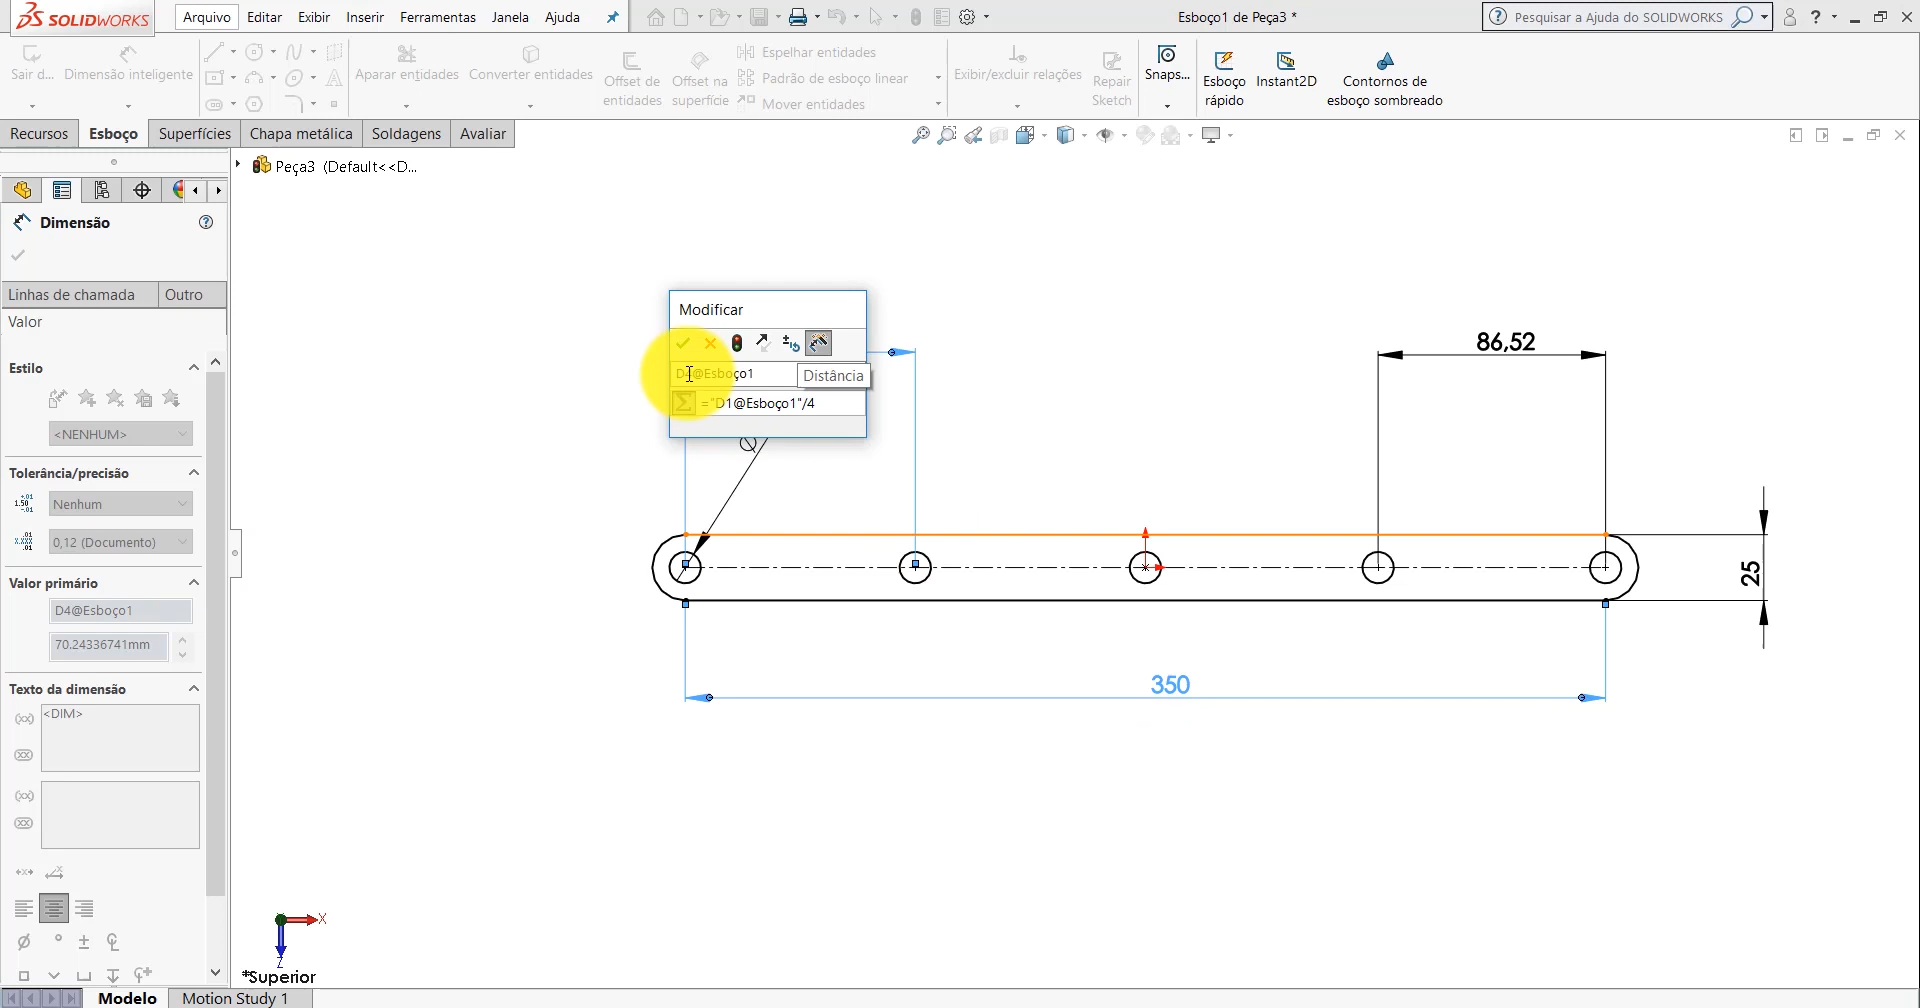 SOLIDWORKS
Arquivo
Editar
Exibir
Inserir
Ferramentas
Janela
Ajuda
Esboço1 de Peça3 *
Pesquisar a Ajuda do SOLIDWORKS
Sair d...
Dimensão inteligente
Aparar entidades
Converter entidades
Offset de
entidades
Offset na
superfície
Espelhar entidades
Padrão de esboço linear
Mover entidades
Exibir/excluir relações
Repair
Sketch
Snaps...
Esboço
rápido
Instant2D
Contornos de
esboço sombreado
Recursos
Esboço
Superfícies
Chapa metálica
Soldagens
Avaliar
Peça3 (Default<<D...
Dimensão
Linhas de chamada
Outro
Valor
Estilo
<NENHUM>
Tolerância/precisão
Nenhum
0,12 (Documento)
Valor primário
D4@Esboço1
70.24336741mm
Texto da dimensão
<DIM>
Modificar
D4@Esboço1
Distância
="D1@Esboço1"/4
86,52
25
350
X
Z
*Superior
Modelo
Motion Study 1